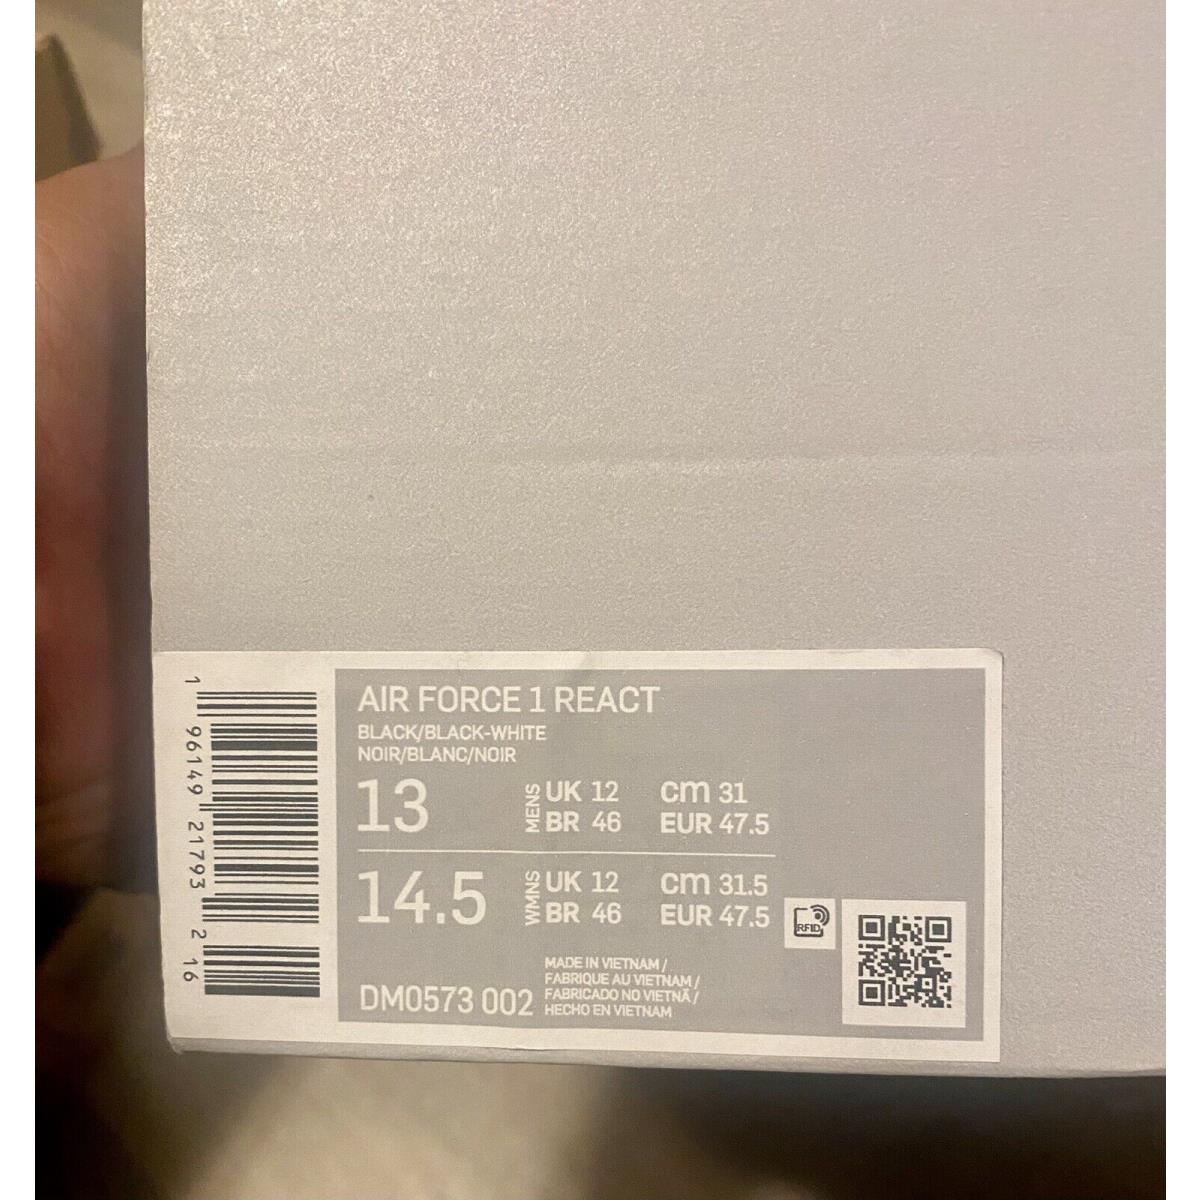 AIR FORCE 1 REACT
BLACK/BLACK-WHITE
NOIR/BLANC/NOIR
13 MENS UK 12 cm 31
BR 46 EUR 47.5
14.5 WMNS UK 12 cm 31.5
BR 46 EUR 47.5
RFID
DM0573 002
MADE IN VIETNAM /
FABRIQUE AU VIETNAM /
FABRICADO NO VIETNÃ /
HECHO EN VIETNAM
1 96149 21793 2 16